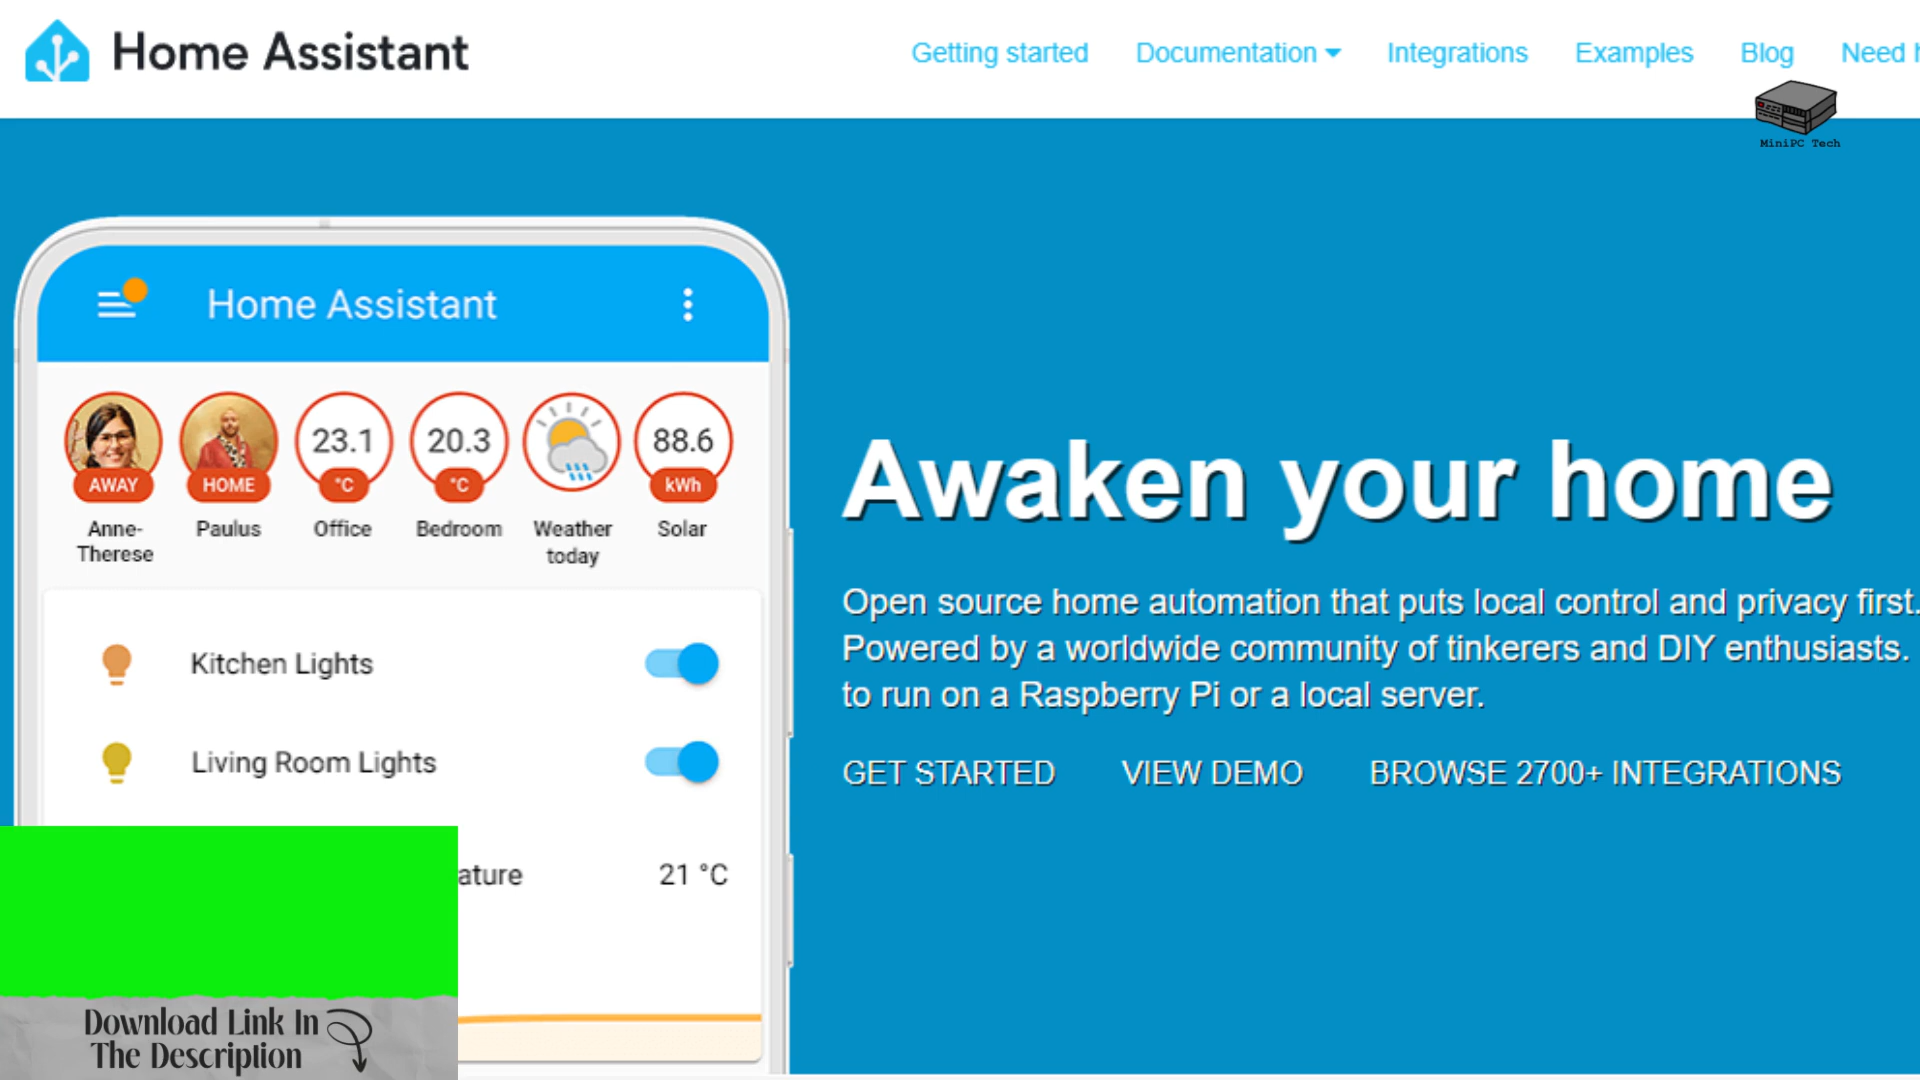 Home Assistant
Getting started
Documentation
Integrations
Examples
Blog
Need
MiniPC Tech
Home Assistant
23.1
20.3
88.6
AWAY
HOME
°C
°C
kWh
Anne-
Therese
Paulus
Office
Bedroom
Weather
today
Solar
Kitchen Lights
Living Room Lights
ature
21 °C
Awaken your home
Open source home automation that puts local control and privacy first.
Powered by a worldwide community of tinkerers and DIY enthusiasts.
to run on a Raspberry Pi or a local server.
GET STARTED
VIEW DEMO
BROWSE 2700+ INTEGRATIONS
Download Link In
The Description